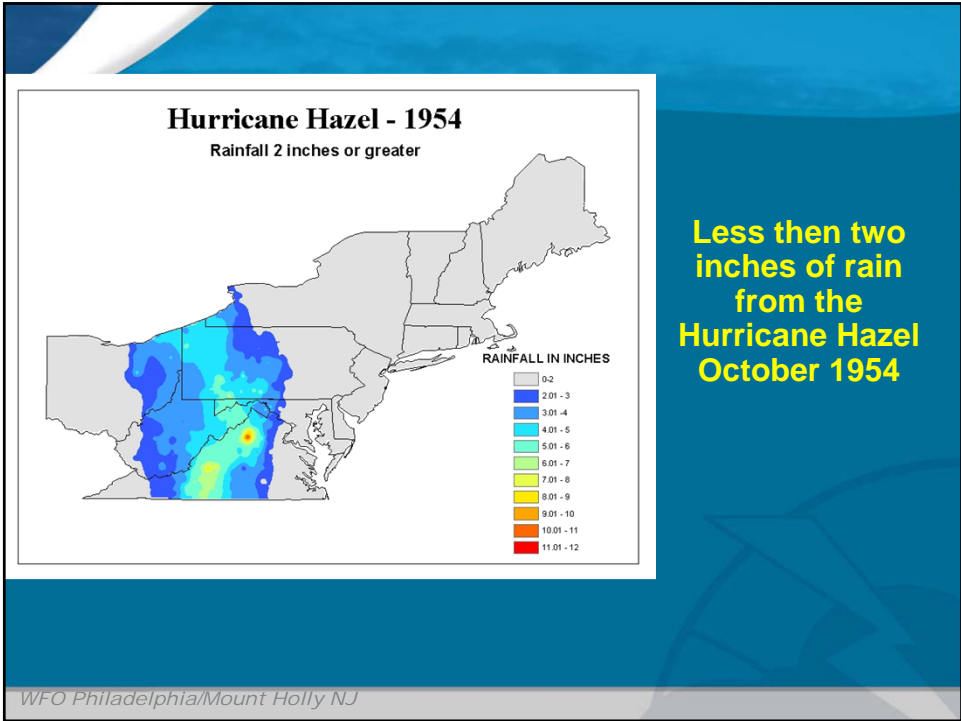 Hurricane Hazel - 1954
Rainfall 2 inches or greater
RAINFALL IN INCHES
0-2
2.01 - 3
3.01 -4
4.01 - 5
5.01 - 6
6.01 - 7
7.01 - 8
8.01 - 9
9.01 - 10
10.01 - 11
11.01 - 12
Less then two
inches of rain
from the
Hurricane Hazel
October 1954
WFO Philadelphia/Mount Holly NJ